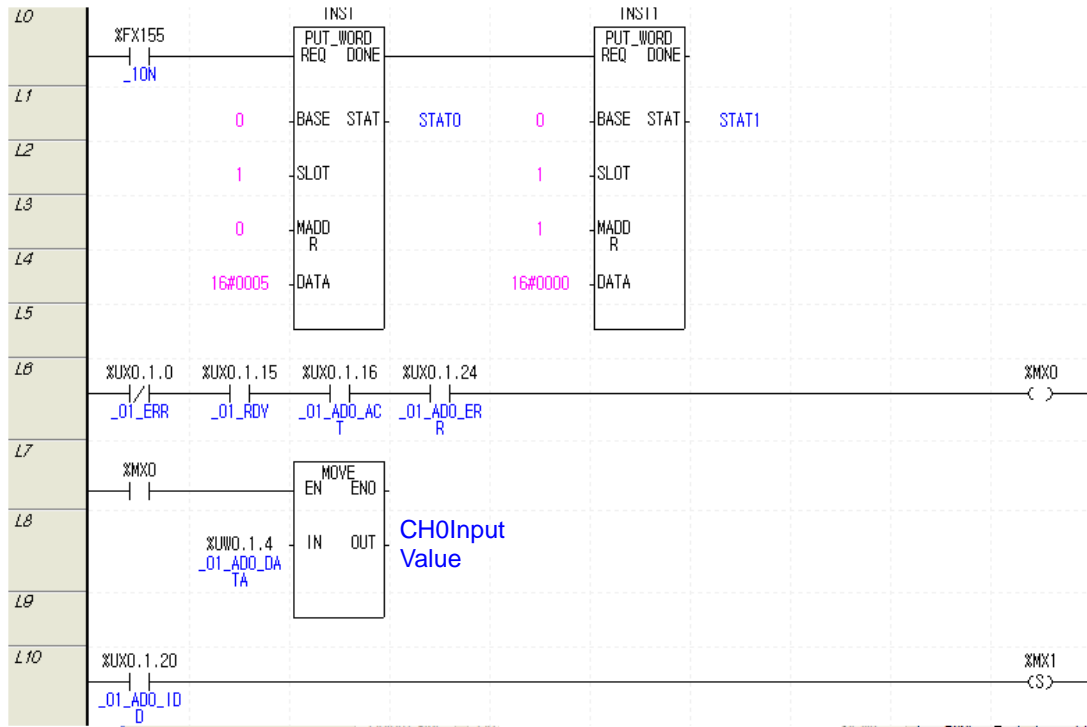 L0
INST INST1
%FX155 PUT_WORD PUT_WORD
REQ DONE REQ DONE
_1ON
L1
0 BASE STAT STAT0 0 BASE STAT STAT1
L2
1 SLOT 1 SLOT
L3
0 MADD 1 MADD
R R
L4
16#0005 DATA 16#0000 DATA
L5
L6
%UX0.1.0 %UX0.1.15 %UX0.1.16 %UX0.1.24 %MX0
_01_ERR _01_RDY _01_AD0_AC _01_AD0_ER
T R
L7
%MX0 MOVE
EN ENO
L8
CH0Input
%UW0.1.4 IN OUT
_01_AD0_DA Value
TA
L9
L10
%UX0.1.20 %MX1
S
_01_AD0_ID
D